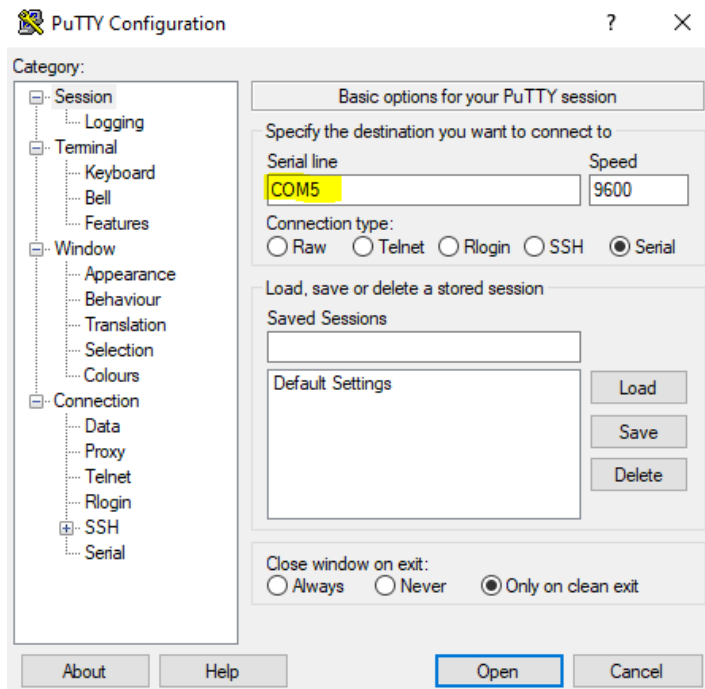 PuTTY Configuration
?
Category:
Session
Logging
Terminal
Keyboard
Bell
Features
Window
Appearance
Behaviour
Translation
Selection
Colours
Connection
Data
Proxy
Telnet
Rlogin
SSH
Serial
Basic options for your PuTTY session
Specify the destination you want to connect to
Serial line Speed
COM5 9600
Connection type:
Raw Telnet Rlogin SSH Serial
Load, save or delete a stored session
Saved Sessions
Default Settings
Load
Save
Delete
Close window on exit:
Always Never Only on clean exit
About Help Open Cancel